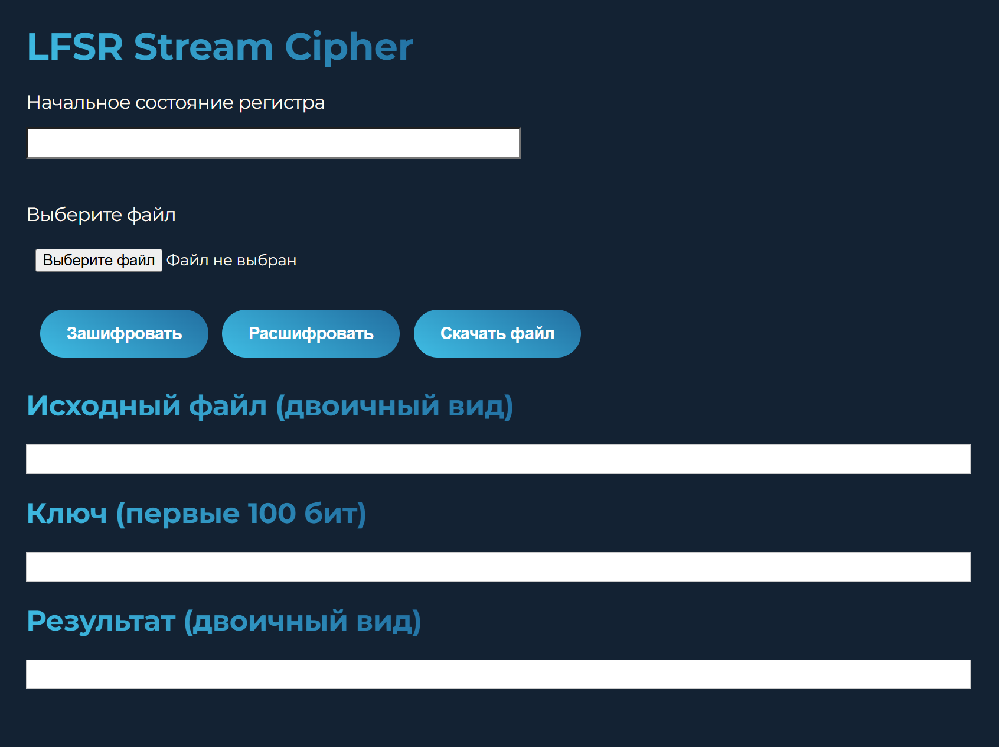 LFSR Stream Cipher
Начальное состояние регистра
Выберите файл
Выберите файл Файл не выбран
Зашифровать Расшифровать Скачать файл
Исходный файл (двоичный вид)
Ключ (первые 100 бит)
Результат (двоичный вид)